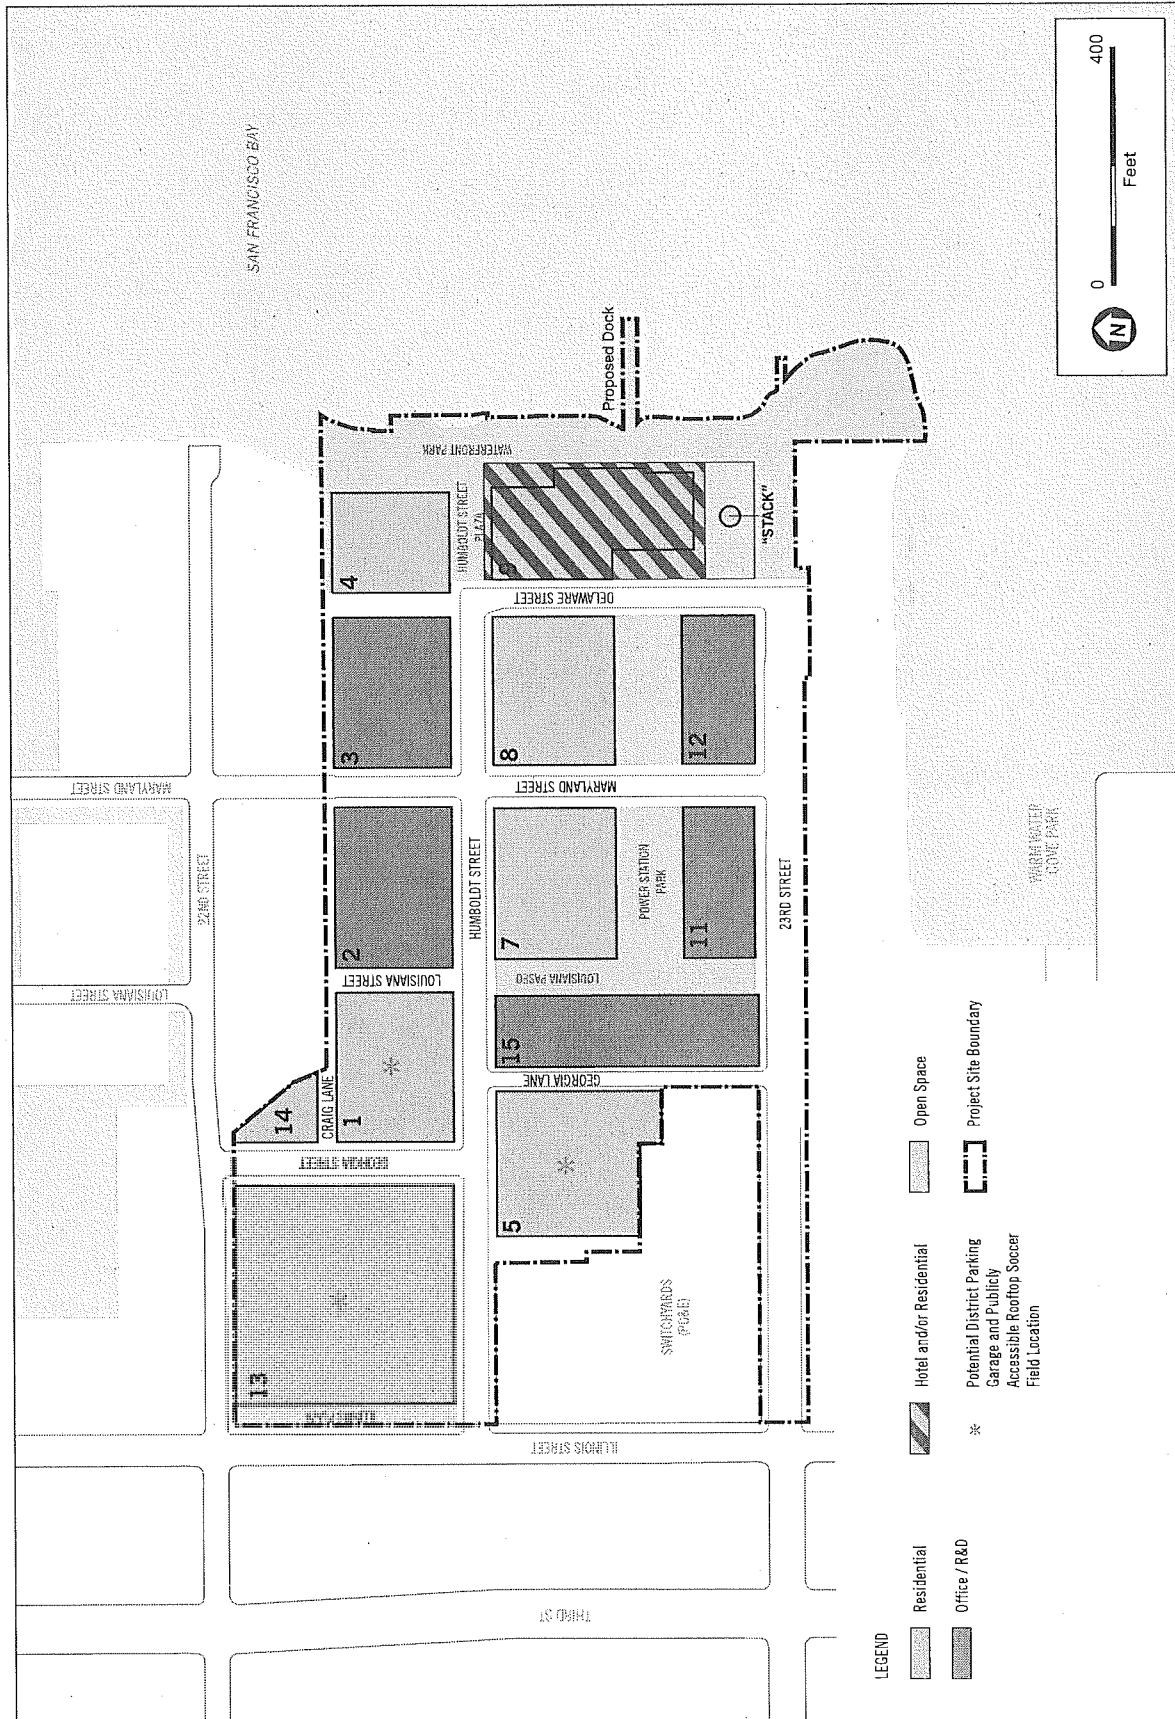 SAN FRANCISCO BAY
MARYLAND STREET
LOUISIANA STREET
22ND STREET
WATERFRONT PARK
Proposed Dock
14
CRAIG LANE
13
GEORGIA STREET
1
LOUISIANA STREET
2
3
4
HUMBOLDT STREET
HUMBOLDT STREET
PLAZA
5
GEORGIA LANE
15
LOUISIANA PASEO
7
MARYLAND STREET
8
DELAWARE STREET
9
POWER STATION
PARK
11
12
"STACK"
SWITCHYARDS
(PG&E)
ILLINOIS STREET
23RD STREET
THIRD ST
WARM WATER
COVE PARK
LEGEND
Residential
Office / R&D
Hotel and/or Residential
Potential District Parking
Garage and Publicly
Accessible Rooftop Soccer
Field Location
Open Space
Project Site Boundary
N
0
400
Feet